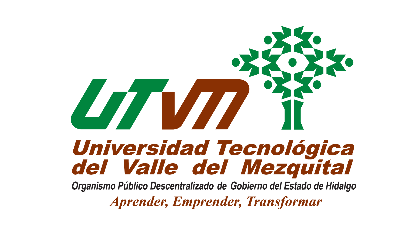 UTVM
Universidad Tecnológica
del Valle del Mezquital
Organismo Público Descentralizado de Gobierno del Estado de Hidalgo
Aprender, Emprender, Transformar